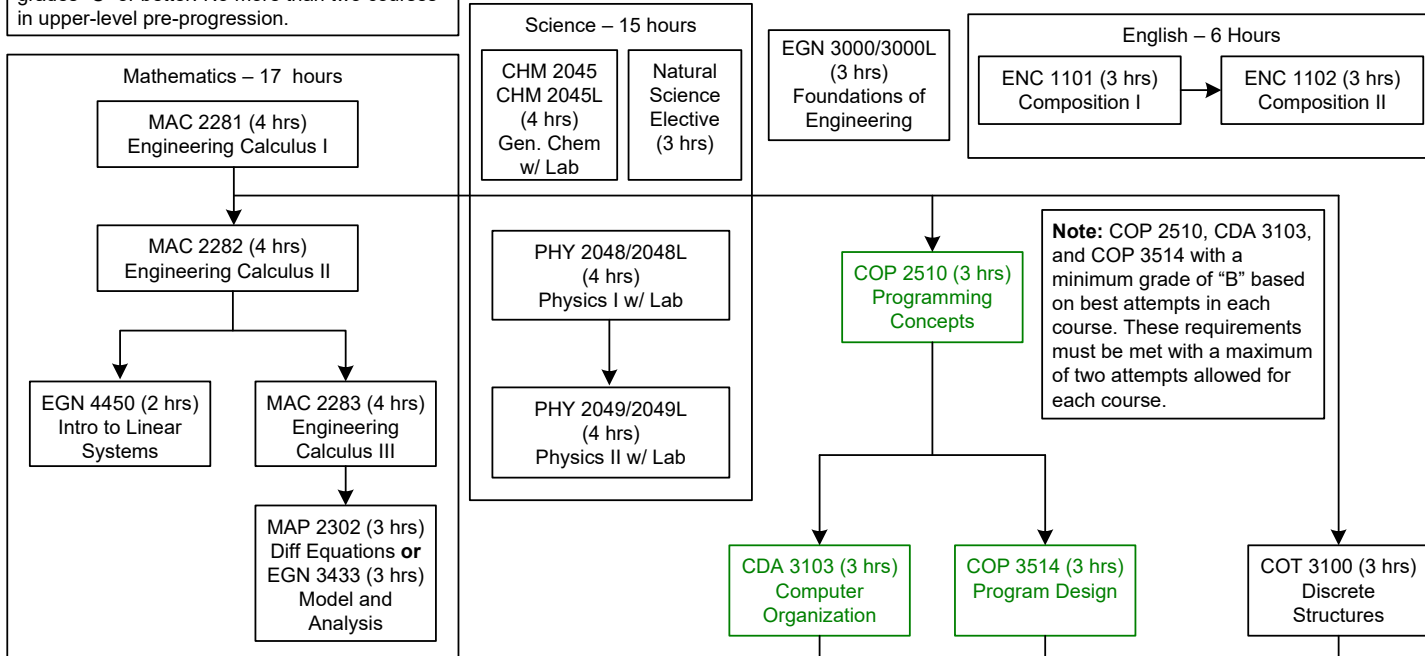 grades "C" or better. No more than two courses
in upper-level pre-progression.
Mathematics – 17 hours
MAC 2281 (4 hrs)
Engineering Calculus I
MAC 2282 (4 hrs)
Engineering Calculus II
EGN 4450 (2 hrs)
Intro to Linear
Systems
MAC 2283 (4 hrs)
Engineering
Calculus III
MAP 2302 (3 hrs)
Diff Equations or
EGN 3433 (3 hrs)
Model and
Analysis
Science – 15 hours
CHM 2045
CHM 2045L
(4 hrs)
Gen. Chem
w/ Lab
Natural
Science
Elective
(3 hrs)
PHY 2048/2048L
(4 hrs)
Physics I w/ Lab
PHY 2049/2049L
(4 hrs)
Physics II w/ Lab
EGN 3000/3000L
(3 hrs)
Foundations of
Engineering
English – 6 Hours
ENC 1101 (3 hrs)
Composition I
ENC 1102 (3 hrs)
Composition II
COP 2510 (3 hrs)
Programming
Concepts
Note: COP 2510, CDA 3103,
and COP 3514 with a
minimum grade of “B” based
on best attempts in each
course. These requirements
must be met with a maximum
of two attempts allowed for
each course.
CDA 3103 (3 hrs)
Computer
Organization
COP 3514 (3 hrs)
Program Design
COT 3100 (3 hrs)
Discrete
Structures